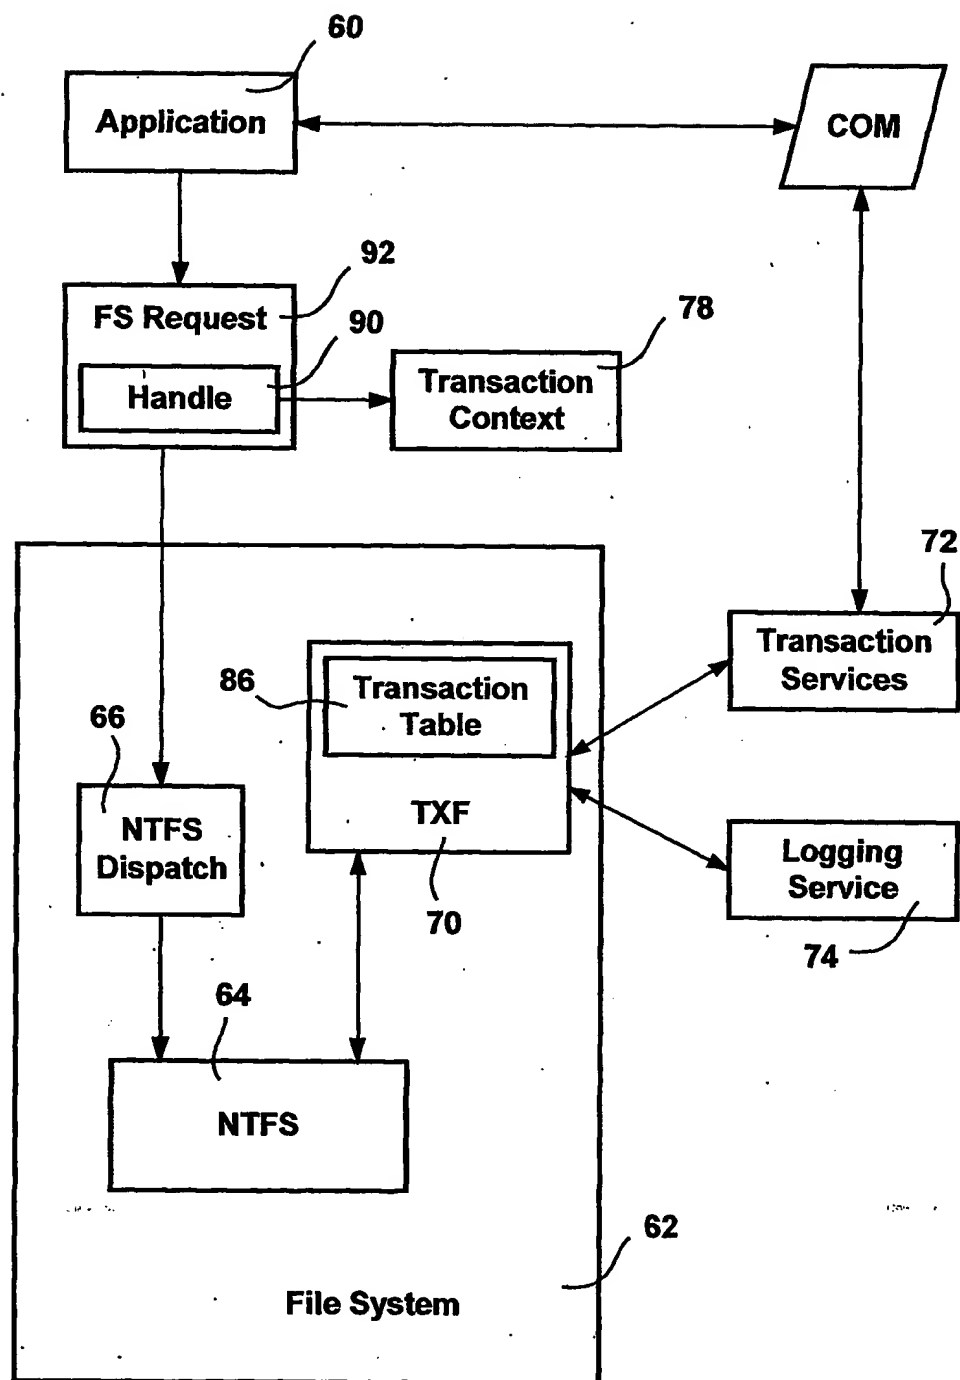 60
Application
COM
92
FS Request
90
Handle
78
Transaction
Context
72
Transaction
Services
86
Transaction
Table
66
NTFS
Dispatch
TXF
70
Logging
Service
74
64
NTFS
62
File System